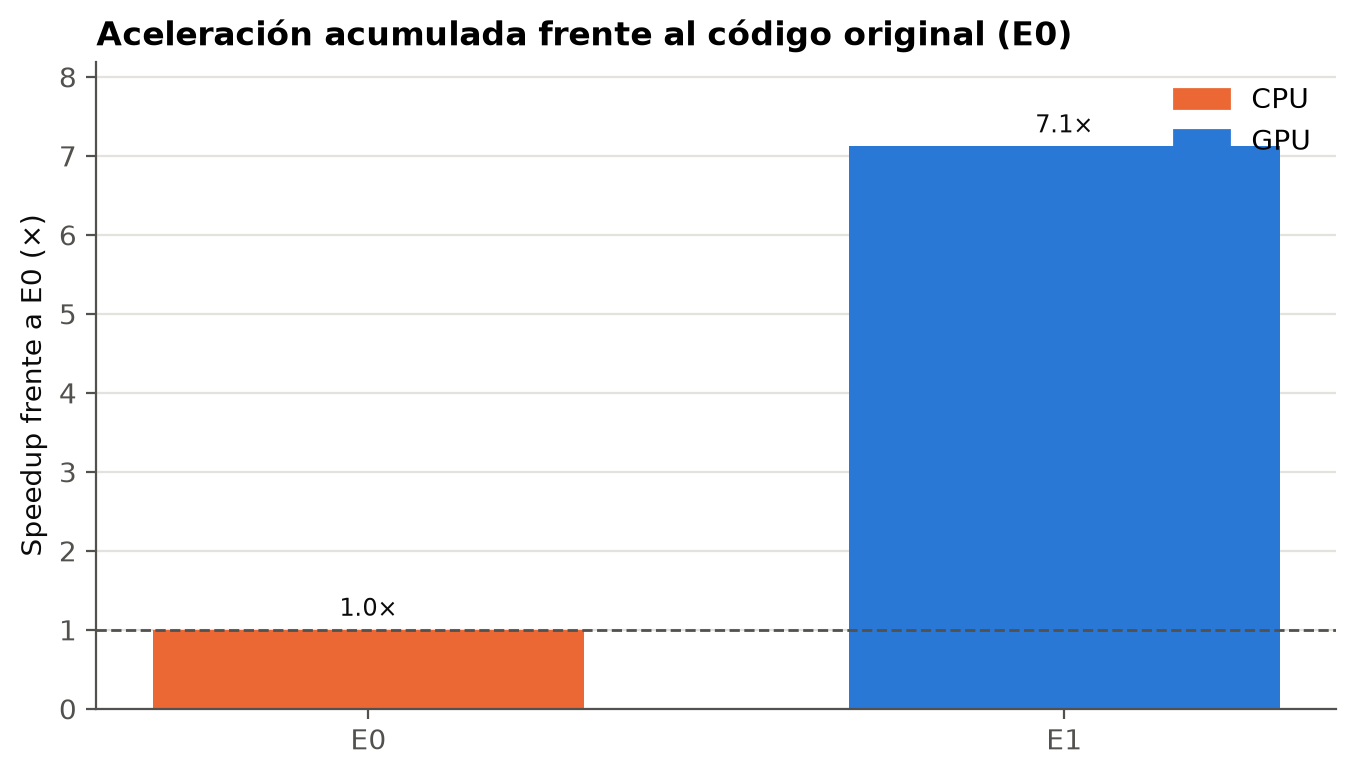 Aceleración acumulada frente al código original (E0)
Speedup frente a E0 (×)
8
7
6
5
4
3
2
1
0
1.0×
7.1×
CPU
GPU
E0
E1